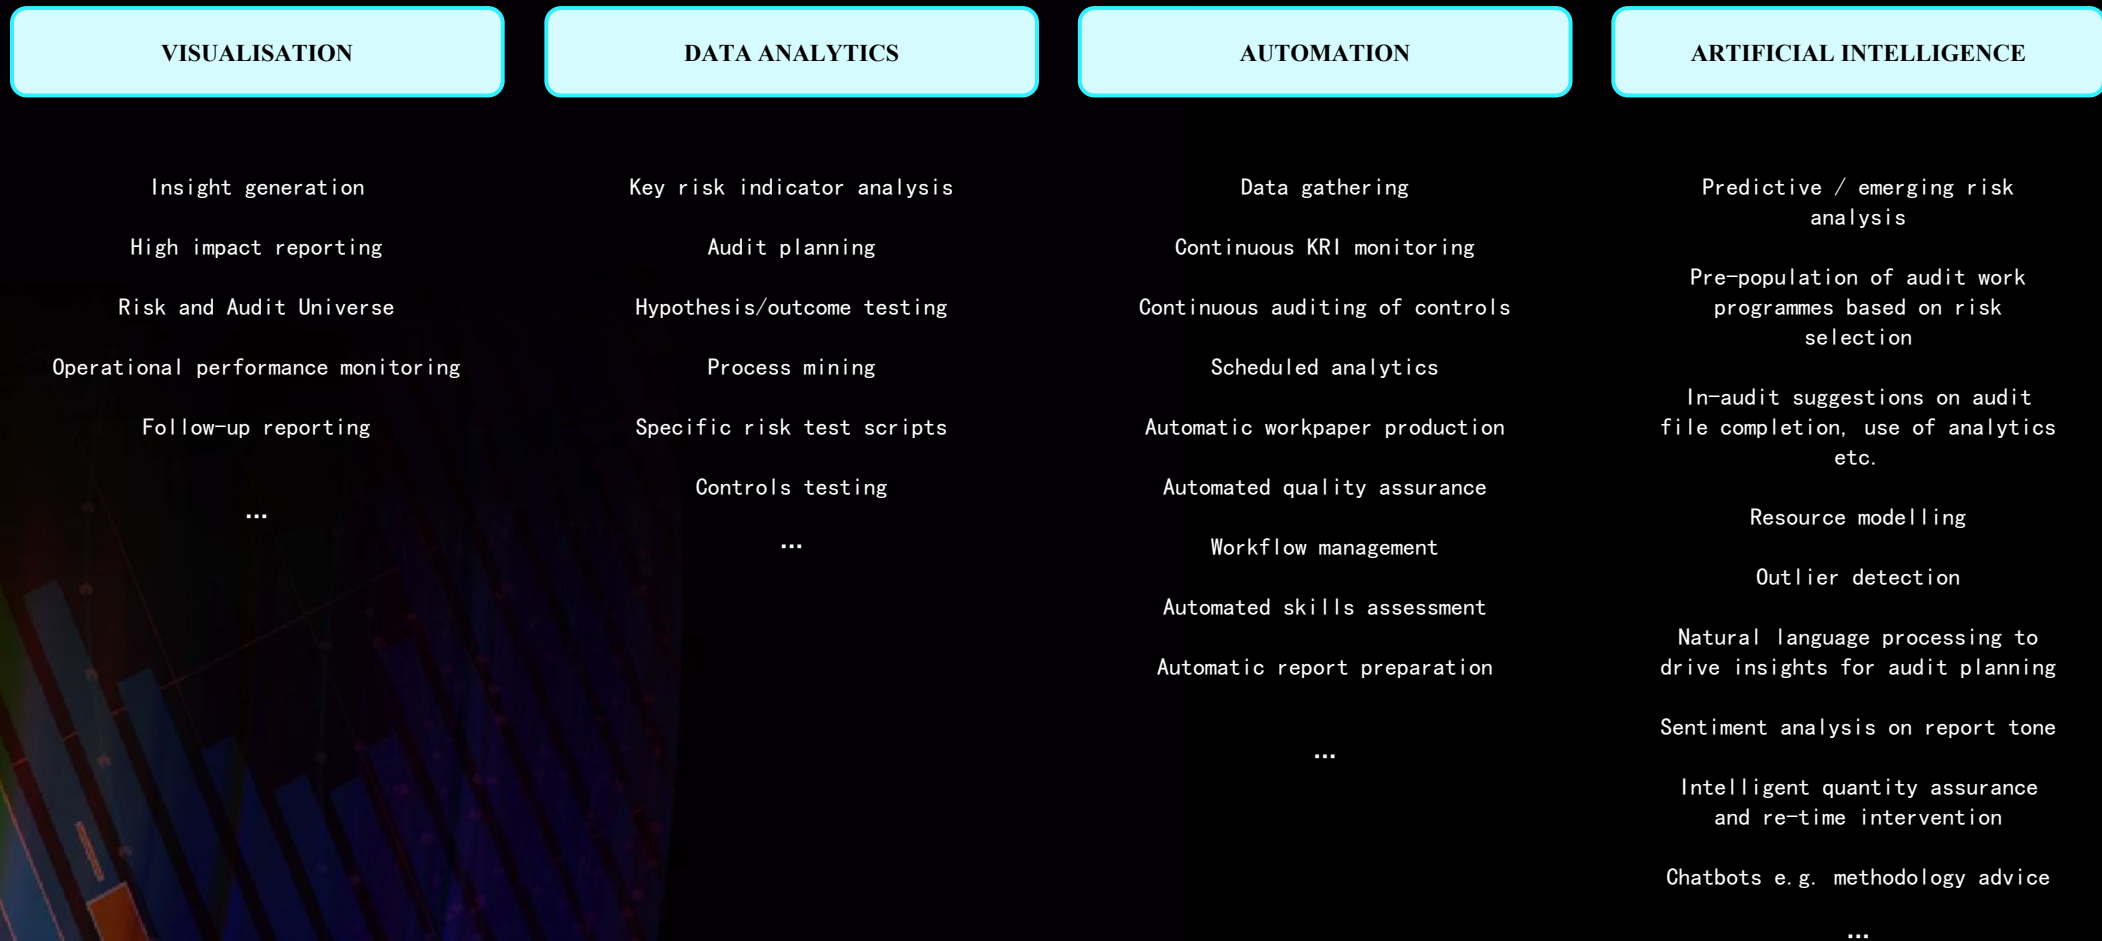 VISUALISATION
Insight generation
High impact reporting
Risk and Audit Universe
Operational performance monitoring
Follow-up reporting
...
DATA ANALYTICS
Key risk indicator analysis
Audit planning
Hypothesis/outcome testing
Process mining
Specific risk test scripts
Controls testing
...
AUTOMATION
Data gathering
Continuous KRI monitoring
Continuous auditing of controls
Scheduled analytics
Automatic workpaper production
Automated quality assurance
Workflow management
Automated skills assessment
Automatic report preparation
...
ARTIFICIAL INTELLIGENCE
Predictive / emerging risk
analysis
Pre-population of audit work
programmes based on risk
selection
In-audit suggestions on audit
file completion, use of analytics
etc.
Resource modelling
Outlier detection
Natural language processing to
drive insights for audit planning
Sentiment analysis on report tone
Intelligent quantity assurance
and re-time intervention
Chatbots e.g. methodology advice
...